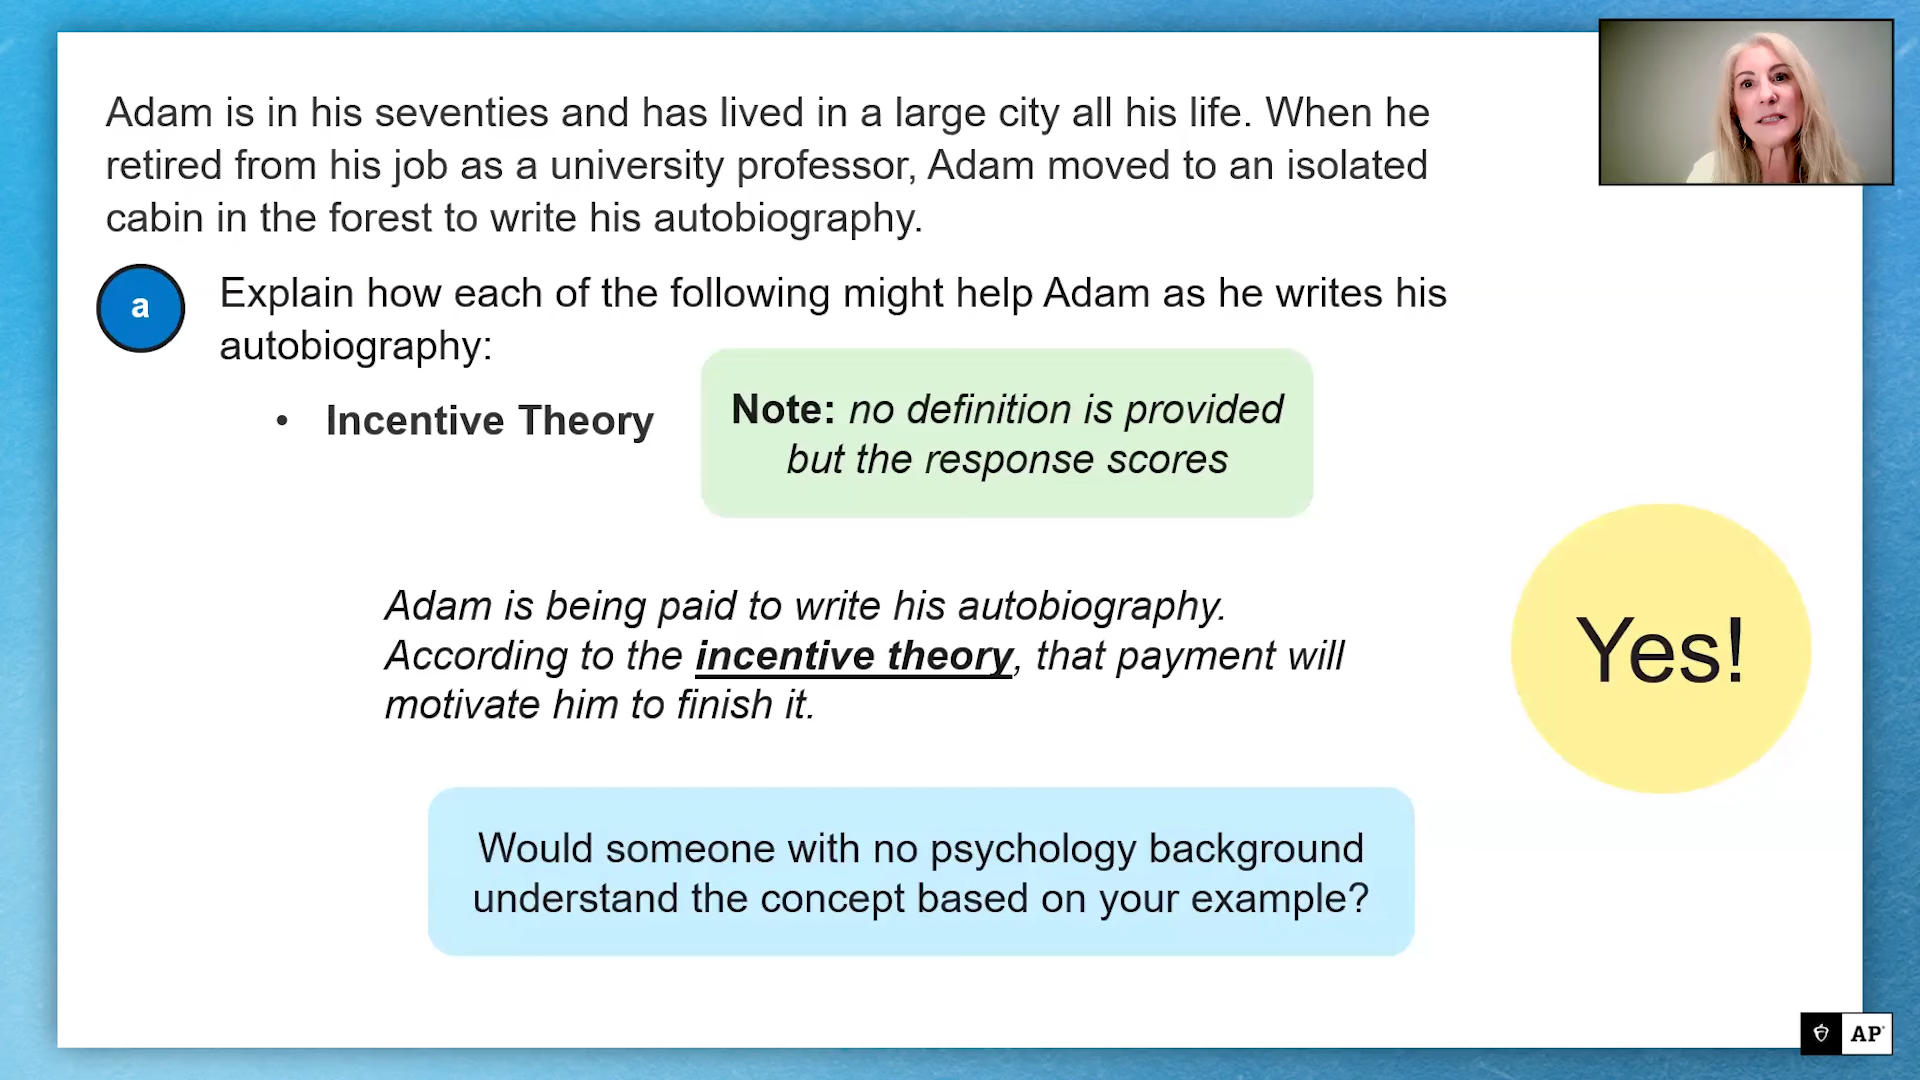 Adam is in his seventies and has lived in a large city all his life. When he
retired from his job as a university professor, Adam moved to an isolated
cabin in the forest to write his autobiography.
a
Explain how each of the following might help Adam as he writes his
autobiography:
• Incentive Theory
Note: no definition is provided
but the response scores
Adam is being paid to write his autobiography.
According to the incentive theory, that payment will
motivate him to finish it.
Yes!
Would someone with no psychology background
understand the concept based on your example?
AP